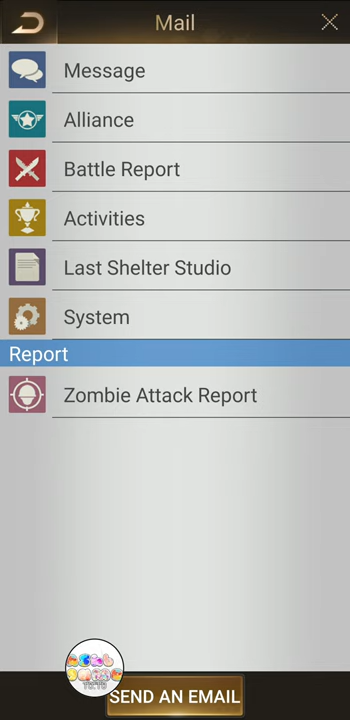 Mail
Message
Alliance
Battle Report
Activities
Last Shelter Studio
System
Report
Zombie Attack Report
SEND AN EMAIL